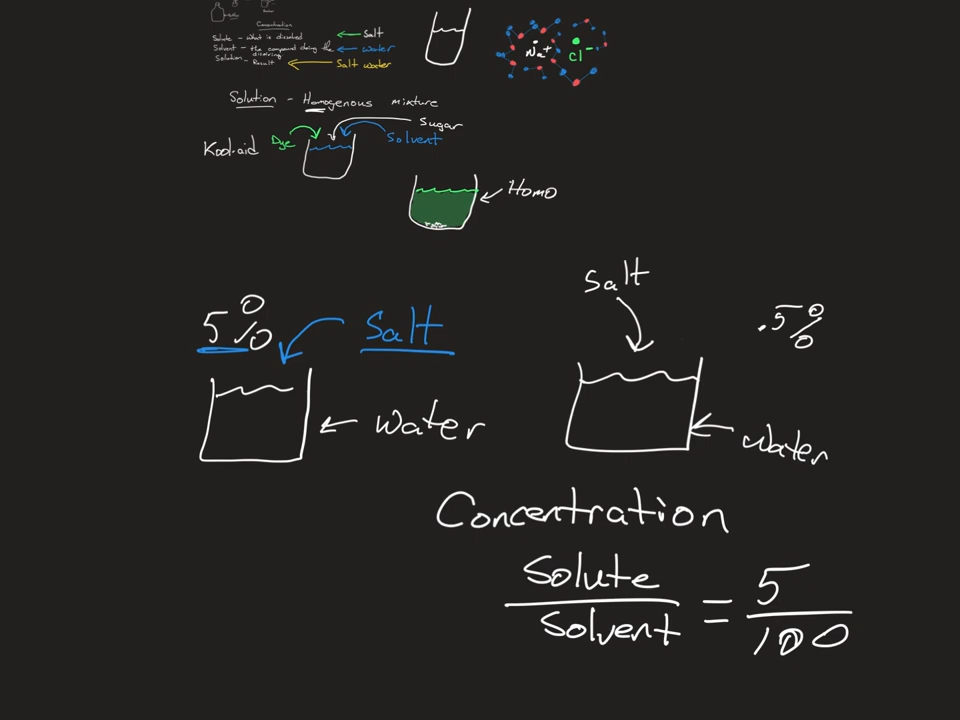 Concentration
Solute - What is dissolved
Salt
Solvent - the compound doing the dissolving
water
Solution - Result
Salt water
Na+
Cl-
Solution - Homogenous mixture
Sugar
Kool-aid
Dye
Solvent
Homo
Salt
5%
Salt
.5%
water
water
Concentration
Solute
Solvent
= 5
100